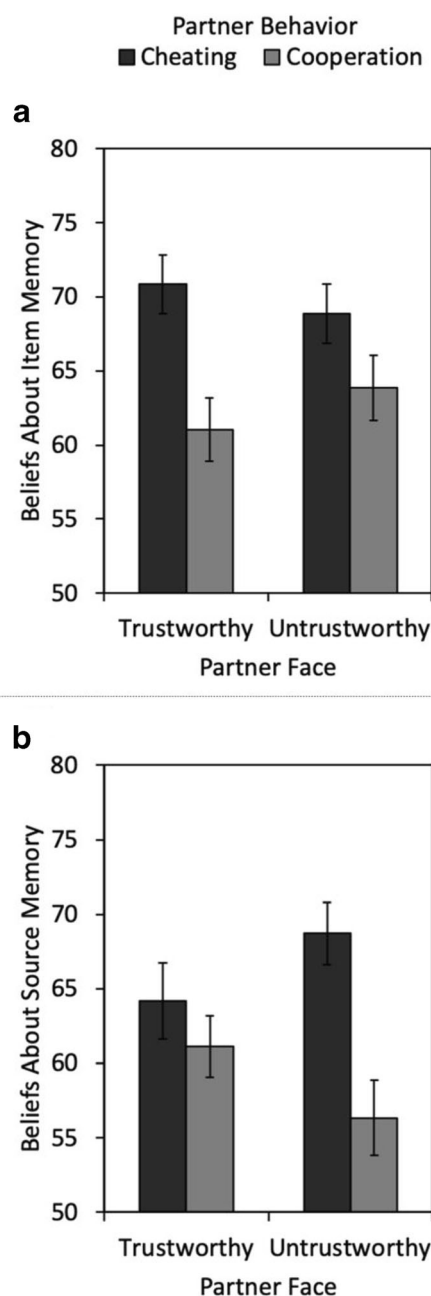 Partner Behavior
Cheating Cooperation
a
Beliefs About Item Memory
80
75
70
65
60
55
50
Trustworthy Untrustworthy
Partner Face
b
Beliefs About Source Memory
80
75
70
65
60
55
50
Trustworthy Untrustworthy
Partner Face